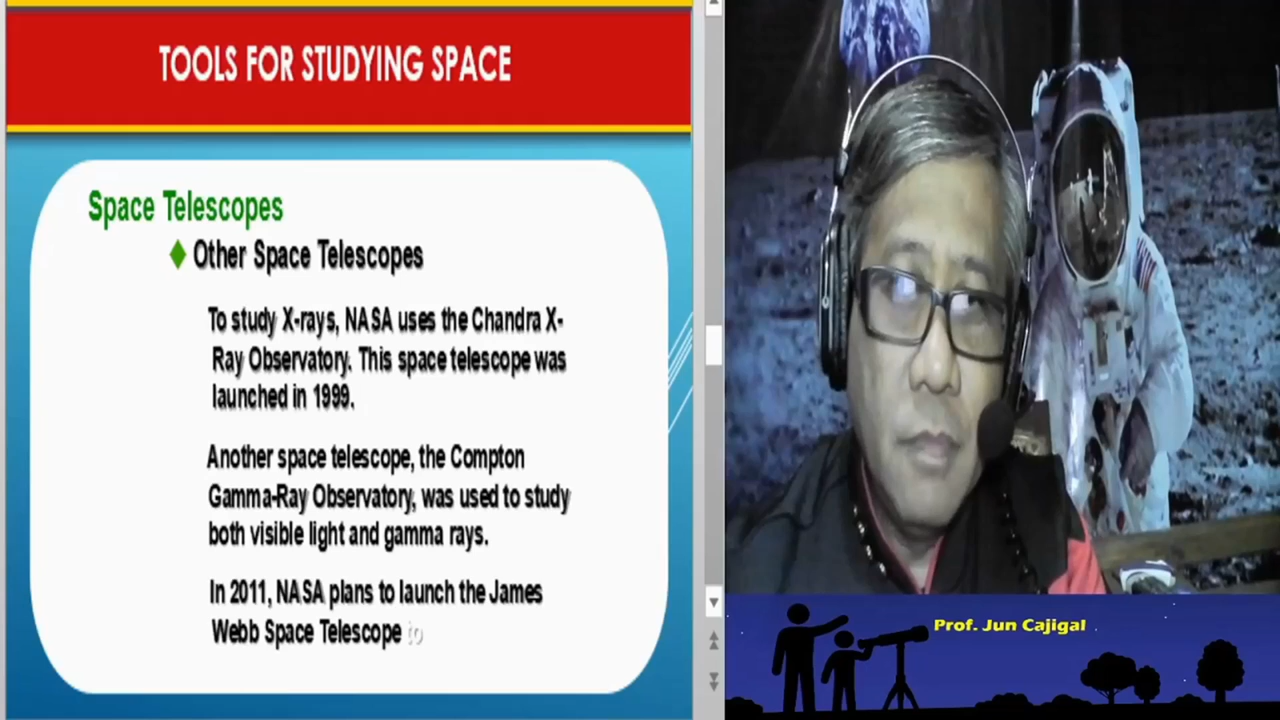 TOOLS FOR STUDYING SPACE
Space Telescopes
Other Space Telescopes
To study X-rays, NASA uses the Chandra X-
Ray Observatory. This space telescope was
launched in 1999.
Another space telescope, the Compton
Gamma-Ray Observatory, was used to study
both visible light and gamma rays.
In 2011, NASA plans to launch the James
Webb Space Telescope to
Prof. Jun Cajigal